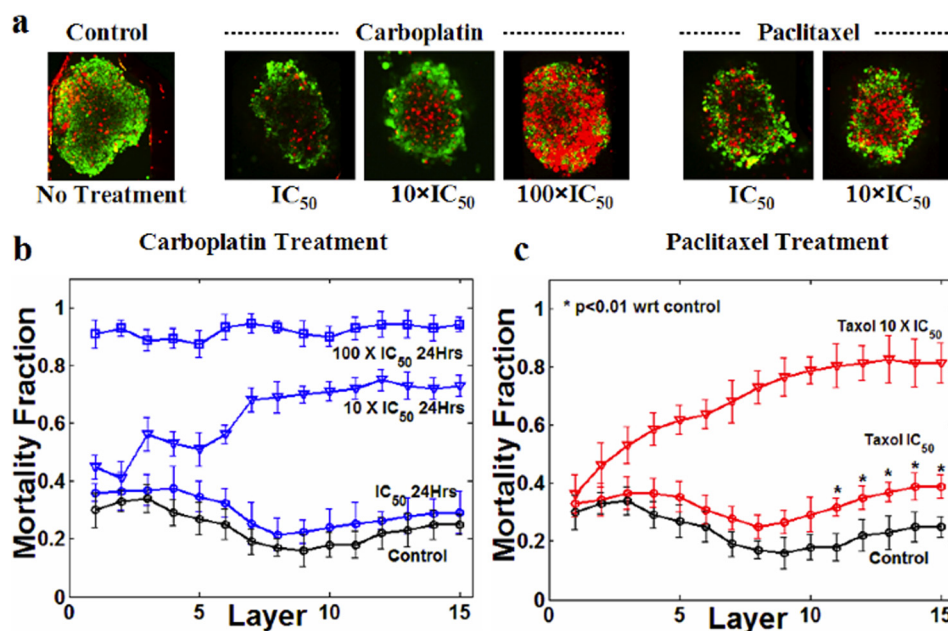 a
Control
Carboplatin
Paclitaxel
No Treatment
IC50
10×IC50
100×IC50
IC50
10×IC50
b
Carboplatin Treatment
Mortality Fraction
1
0.8
0.6
0.4
0.2
0
0
5
10
15
Layer
100 X IC50 24Hrs
10 X IC50 24Hrs
IC50 24Hrs
Control
c
Paclitaxel Treatment
Mortality Fraction
1
0.8
0.6
0.4
0.2
0
0
5
10
15
Layer
* p<0.01 wrt control
Taxol 10 X IC50
Taxol IC50
* * * * *
Control